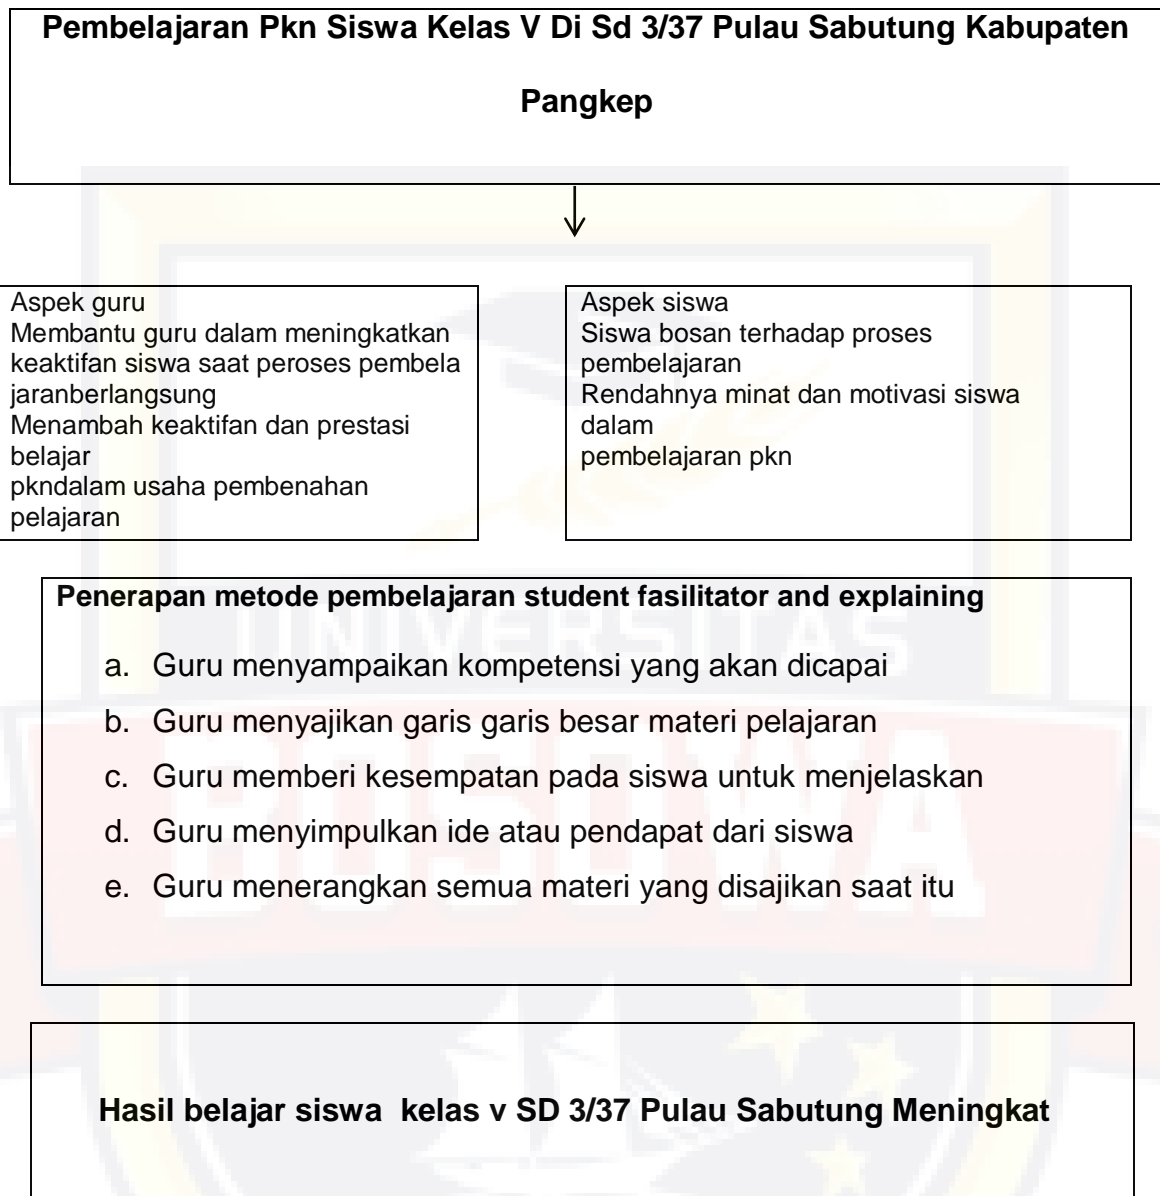 Pembelajaran Pkn Siswa Kelas V Di Sd 3/37 Pulau Sabutung Kabupaten
Pangkep
Aspek guru
Membantu guru dalam meningkatkan
keaktifan siswa saat peroses pembela
jaranberlangsung
Menambah keaktifan dan prestasi
belajar
pkndalam usaha pembenahan
pelajaran
Aspek siswa
Siswa bosan terhadap proses
pembelajaran
Rendahnya minat dan motivasi siswa
dalam
pembelajaran pkn
Penerapan metode pembelajaran student fasilitator and explaining
a. Guru menyampaikan kompetensi yang akan dicapai
b. Guru menyajikan garis garis besar materi pelajaran
c. Guru memberi kesempatan pada siswa untuk menjelaskan
d. Guru menyimpulkan ide atau pendapat dari siswa
e. Guru menerangkan semua materi yang disajikan saat itu
UNIVERSITAS
BOSOWA
Hasil belajar siswa kelas v SD 3/37 Pulau Sabutung Meningkat